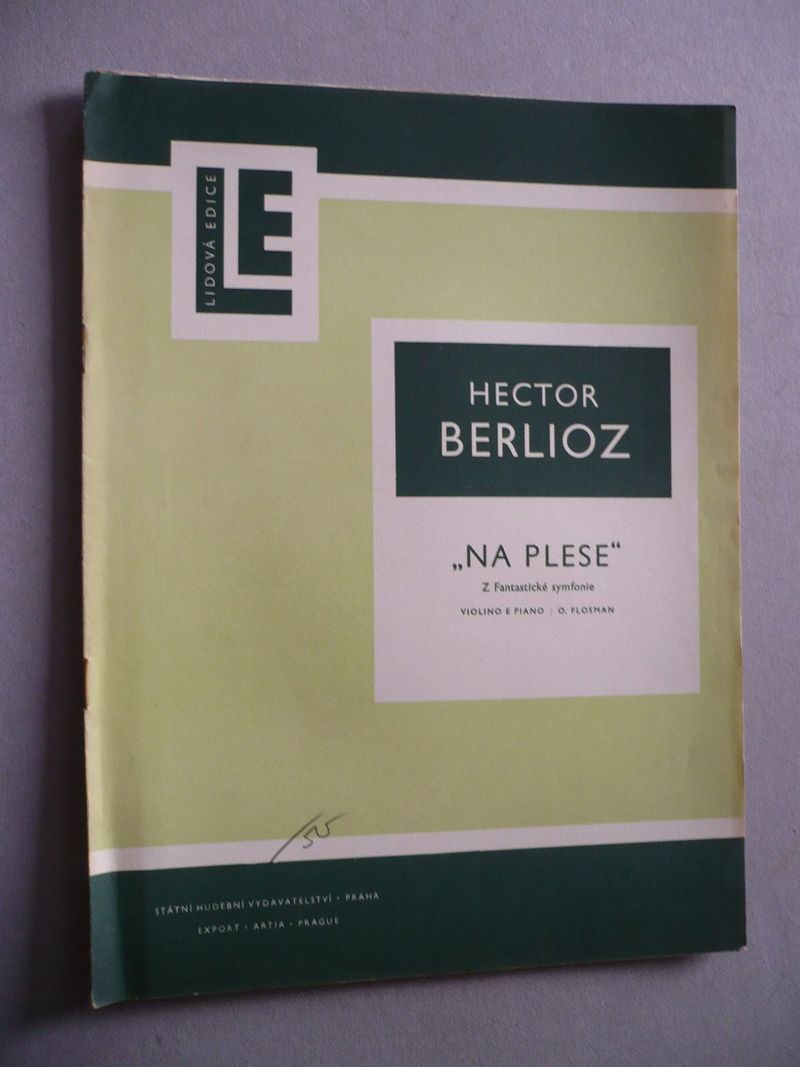 LIDOVÁ EDICE
LE
HECTOR
BERLIOZ
„NA PLESE“
Z Fantastické symfonie
VIOLINO E PIANO / O. FLOSMAN
STÁTNÍ HUDEBNÍ VYDAVATELSTVÍ · PRAHA
EXPORT · ARTIA · PRAGUE